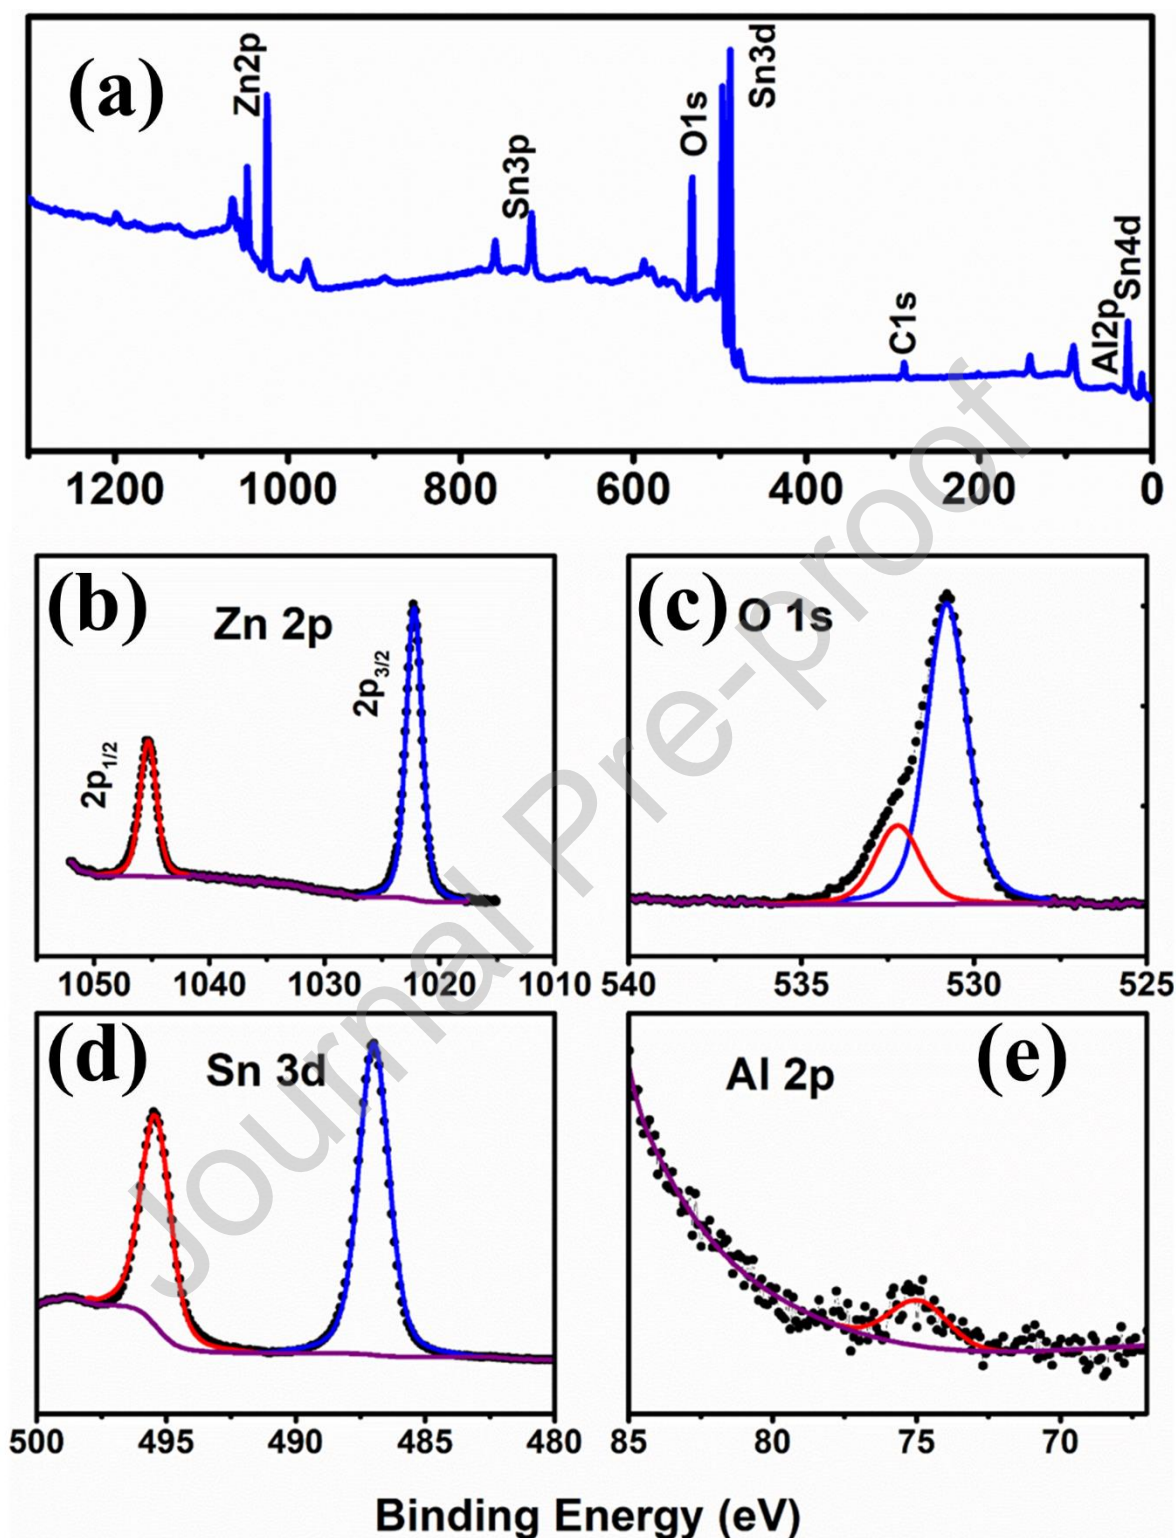 (a)
Zn2p
Sn3p
O1s
Sn3d
C1s
Al2p
Sn4d
1200 1000 800 600 400 200 0
(b)
Zn 2p
2p1/2
2p3/2
1050 1040 1030 1020 1010
(c)
O 1s
540 535 530 525
(d)
Sn 3d
500 495 490 485 480
(e)
Al 2p
85 80 75 70
Binding Energy (eV)
Journal Pre-proof